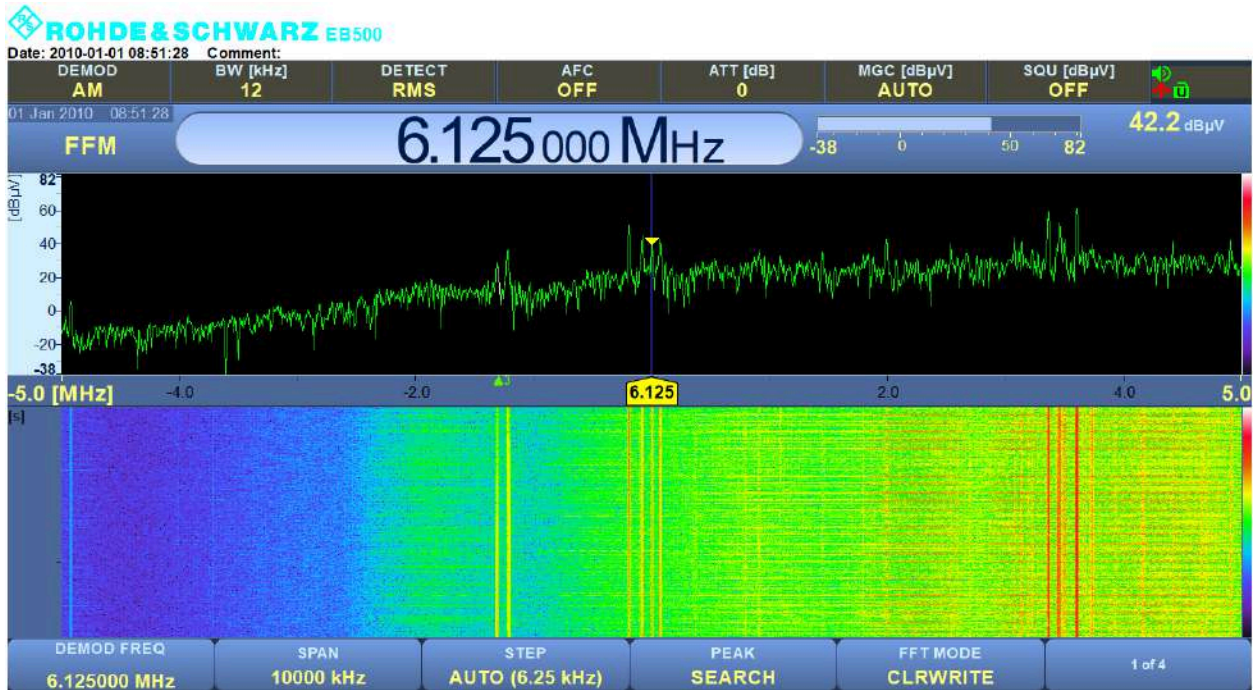 ROHDE & SCHWARZ EB500
Date: 2010-01-01 08:51:28 Comment:
DEMOD BW [kHz] DETECT AFC ATT [dB] MGC [dBµV] SQU [dBµV]
AM 12 RMS OFF 0 AUTO OFF
01 Jan 2010 08:51:28
FFM 6.125 000 MHz -38 0 50 82 42.2 dBµV
[dBµV]
82
60
40
20
0
-20
-38
-5.0 [MHz] -4.0 -2.0 3 6.125 2.0 4.0 5.0
[s]
DEMOD FREQ SPAN STEP PEAK FFT MODE
6.125000 MHz 10000 kHz AUTO (6.25 kHz) SEARCH CLRWRITE 1 of 4